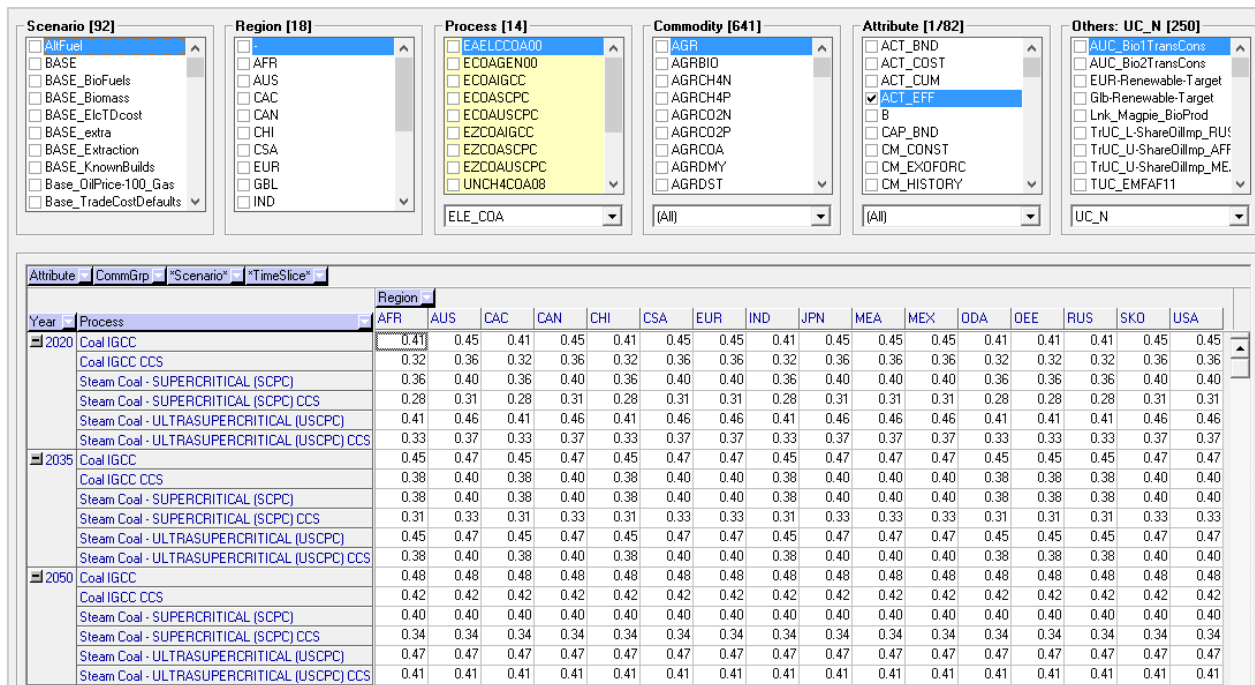 Scenario [92] Region [18] Process [14] Commodity [641] Attribute [1/82] Others: UC_N [250]
AltFuel - EAELCCOA00 AGR ACT_BND AUC_Bio1TransCons
BASE AFR ECOAGEN00 AGRBIO ACT_COST AUC_Bio2TransCons
BASE_BioFuels AUS ECOAIGCC AGRCH4N ACT_CUM EUR-Renewable-Target
BASE_Biomass CAC ECOASCPC AGRCH4P ACT_EFF Glb-Renewable-Target
BASE_ElcTDcost CAN ECOAUSCPC AGRCO2N B Lnk_Magpie_BioProd
BASE_extra CHI EZCOAIGCC AGRCO2P CAP_BND TrUC_L-ShareOilImp_RUS
BASE_Extraction CSA EZCOASCPC AGRCOA CM_CONST TrUC_U-ShareOilImp_AFF
BASE_KnownBuilds EUR EZCOAUSCPC AGRDMY CM_EXOFORC TrUC_U-ShareOilImp_ME.
Base_OilPrice-100_Gas GBL UNCH4COA08 AGRDST CM_HISTORY TUC_EMFAF11
Base_TradeCostDefaults IND
ELE_COA (All) (All) UC_N
Attribute CommGrp *Scenario* *TimeSlice*
Region
Year Process AFR AUS CAC CAN CHI CSA EUR IND JPN MEA MEX ODA OEE RUS SKO USA
2020 Coal IGCC 0.41 0.45 0.41 0.45 0.41 0.45 0.45 0.41 0.45 0.45 0.45 0.41 0.41 0.41 0.45 0.45
Coal IGCC CCS 0.32 0.36 0.32 0.36 0.32 0.36 0.36 0.32 0.36 0.36 0.36 0.32 0.32 0.32 0.36 0.36
Steam Coal - SUPERCRITICAL (SCPC) 0.36 0.40 0.36 0.40 0.36 0.40 0.40 0.36 0.40 0.40 0.40 0.36 0.36 0.36 0.40 0.40
Steam Coal - SUPERCRITICAL (SCPC) CCS 0.28 0.31 0.28 0.31 0.28 0.31 0.31 0.28 0.31 0.31 0.31 0.28 0.28 0.28 0.31 0.31
Steam Coal - ULTRASUPERCRITICAL (USCPC) 0.41 0.46 0.41 0.46 0.41 0.46 0.46 0.41 0.46 0.46 0.46 0.41 0.41 0.41 0.46 0.46
Steam Coal - ULTRASUPERCRITICAL (USCPC) CCS 0.33 0.37 0.33 0.37 0.33 0.37 0.37 0.33 0.37 0.37 0.37 0.33 0.33 0.33 0.37 0.37
2035 Coal IGCC 0.45 0.47 0.45 0.47 0.45 0.47 0.47 0.45 0.47 0.47 0.47 0.45 0.45 0.45 0.47 0.47
Coal IGCC CCS 0.38 0.40 0.38 0.40 0.38 0.40 0.40 0.38 0.40 0.40 0.40 0.38 0.38 0.38 0.40 0.40
Steam Coal - SUPERCRITICAL (SCPC) 0.38 0.40 0.38 0.40 0.38 0.40 0.40 0.38 0.40 0.40 0.40 0.38 0.38 0.38 0.40 0.40
Steam Coal - SUPERCRITICAL (SCPC) CCS 0.31 0.33 0.31 0.33 0.31 0.33 0.33 0.31 0.33 0.33 0.33 0.31 0.31 0.31 0.33 0.33
Steam Coal - ULTRASUPERCRITICAL (USCPC) 0.45 0.47 0.45 0.47 0.45 0.47 0.47 0.45 0.47 0.47 0.47 0.45 0.45 0.45 0.47 0.47
Steam Coal - ULTRASUPERCRITICAL (USCPC) CCS 0.38 0.40 0.38 0.40 0.38 0.40 0.40 0.38 0.40 0.40 0.40 0.38 0.38 0.38 0.40 0.40
2050 Coal IGCC 0.48 0.48 0.48 0.48 0.48 0.48 0.48 0.48 0.48 0.48 0.48 0.48 0.48 0.48 0.48 0.48
Coal IGCC CCS 0.42 0.42 0.42 0.42 0.42 0.42 0.42 0.42 0.42 0.42 0.42 0.42 0.42 0.42 0.42 0.42
Steam Coal - SUPERCRITICAL (SCPC) 0.40 0.40 0.40 0.40 0.40 0.40 0.40 0.40 0.40 0.40 0.40 0.40 0.40 0.40 0.40 0.40
Steam Coal - SUPERCRITICAL (SCPC) CCS 0.34 0.34 0.34 0.34 0.34 0.34 0.34 0.34 0.34 0.34 0.34 0.34 0.34 0.34 0.34 0.34
Steam Coal - ULTRASUPERCRITICAL (USCPC) 0.47 0.47 0.47 0.47 0.47 0.47 0.47 0.47 0.47 0.47 0.47 0.47 0.47 0.47 0.47 0.47
Steam Coal - ULTRASUPERCRITICAL (USCPC) CCS 0.41 0.41 0.41 0.41 0.41 0.41 0.41 0.41 0.41 0.41 0.41 0.41 0.41 0.41 0.41 0.41